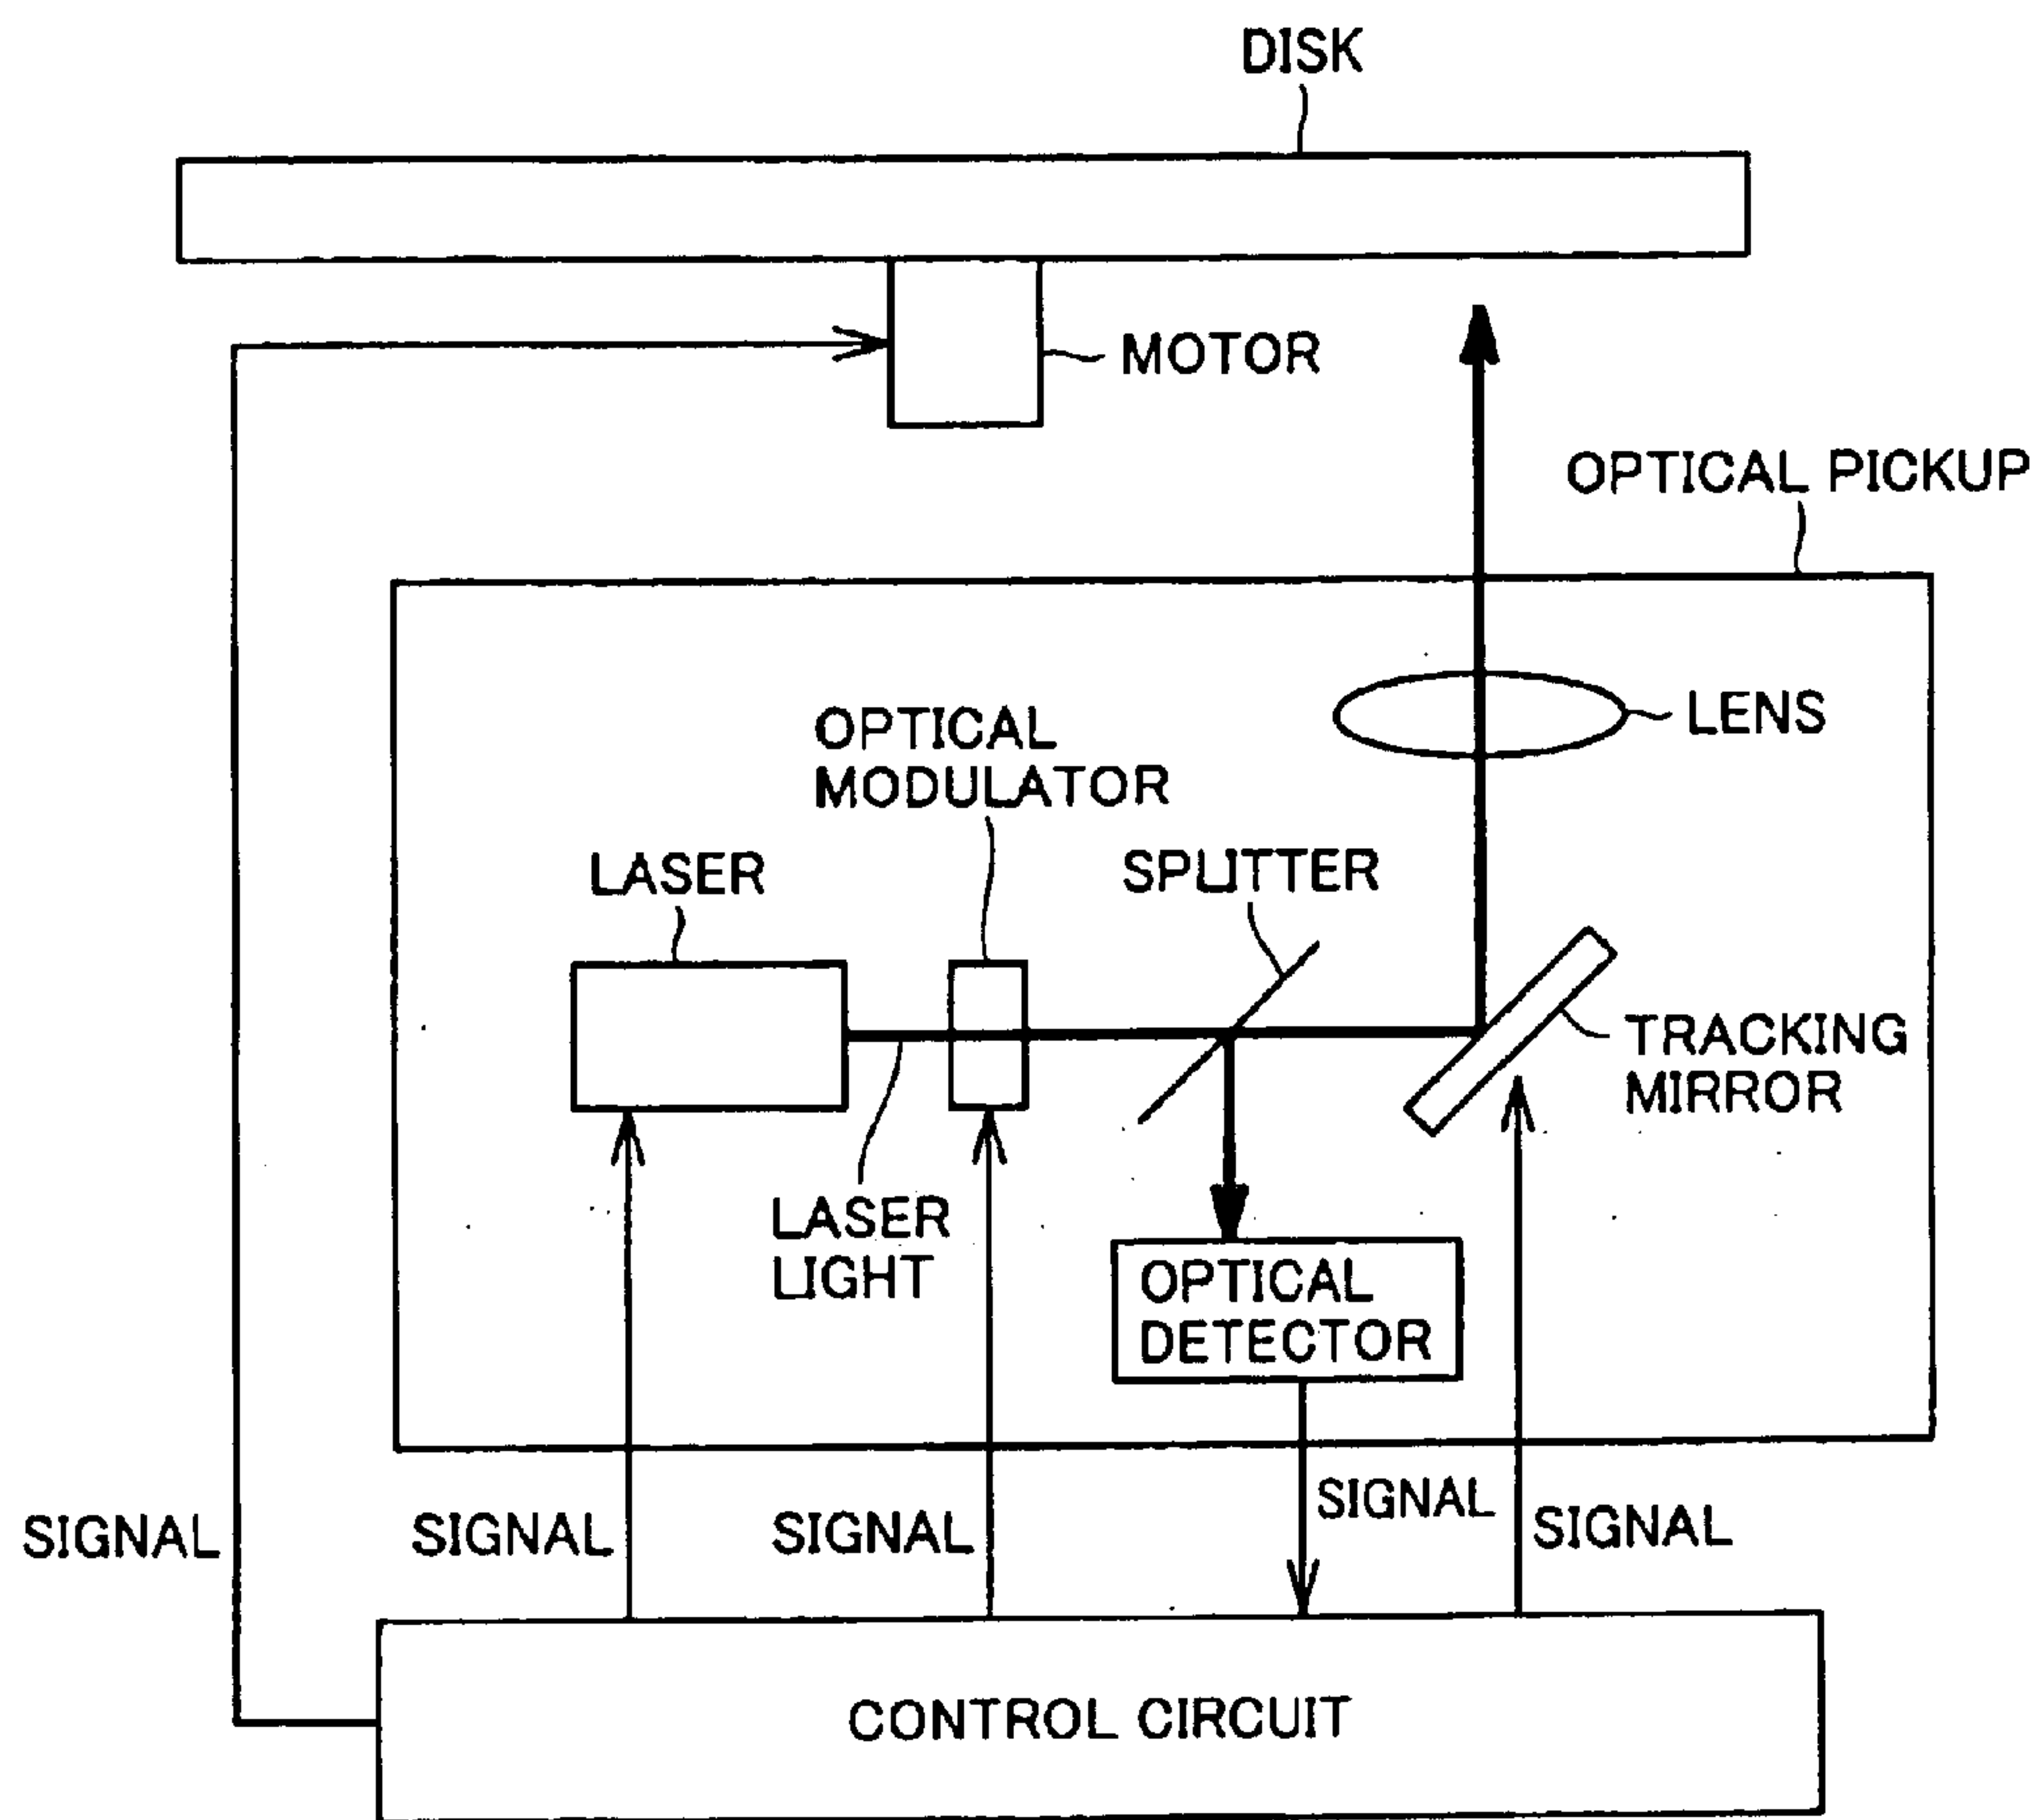 DISK
MOTOR
OPTICAL PICKUP
LENS
OPTICAL
MODULATOR
LASER
SPLITTER
TRACKING
MIRROR
LASER
LIGHT
OPTICAL
DETECTOR
SIGNAL
SIGNAL
SIGNAL
SIGNAL
SIGNAL
CONTROL CIRCUIT